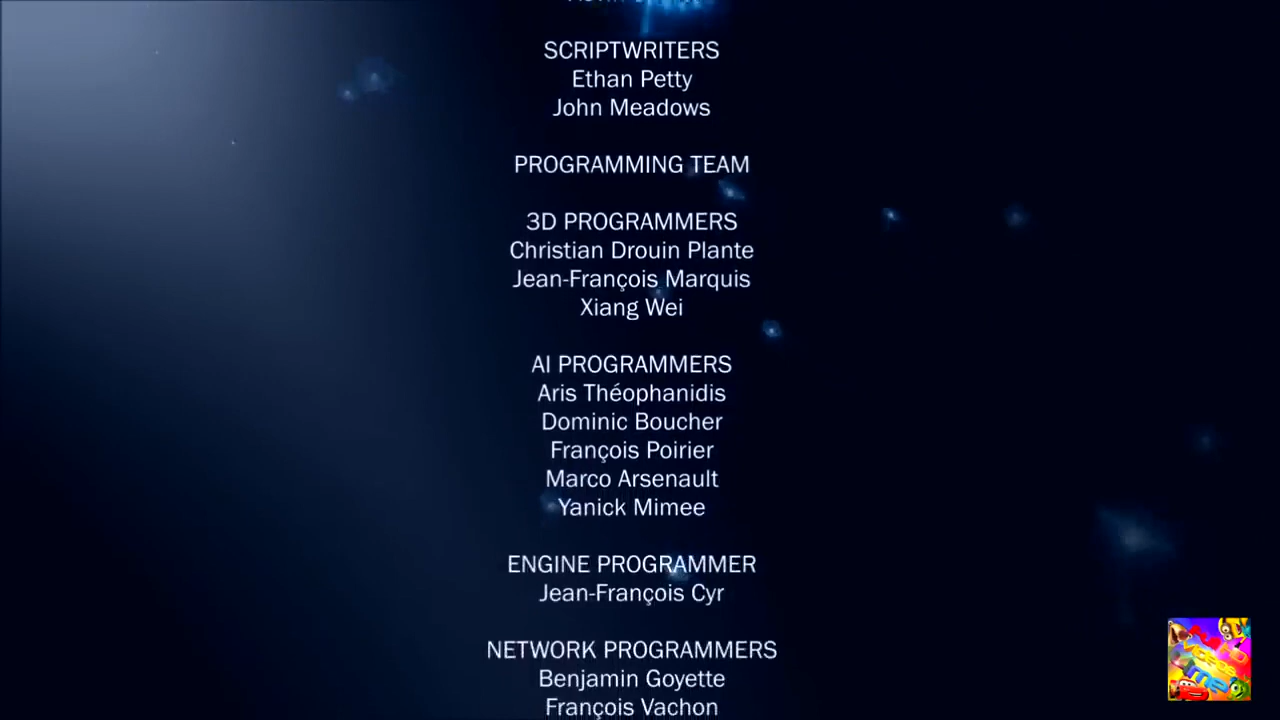 SCRIPTWRITERS
Ethan Petty
John Meadows
PROGRAMMING TEAM
3D PROGRAMMERS
Christian Drouin Plante
Jean-François Marquis
Xiang Wei
AI PROGRAMMERS
Aris Théophanidis
Dominic Boucher
François Poirier
Marco Arsenault
Yanick Mimee
ENGINE PROGRAMMER
Jean-François Cyr
NETWORK PROGRAMMERS
Benjamin Goyette
François Vachon